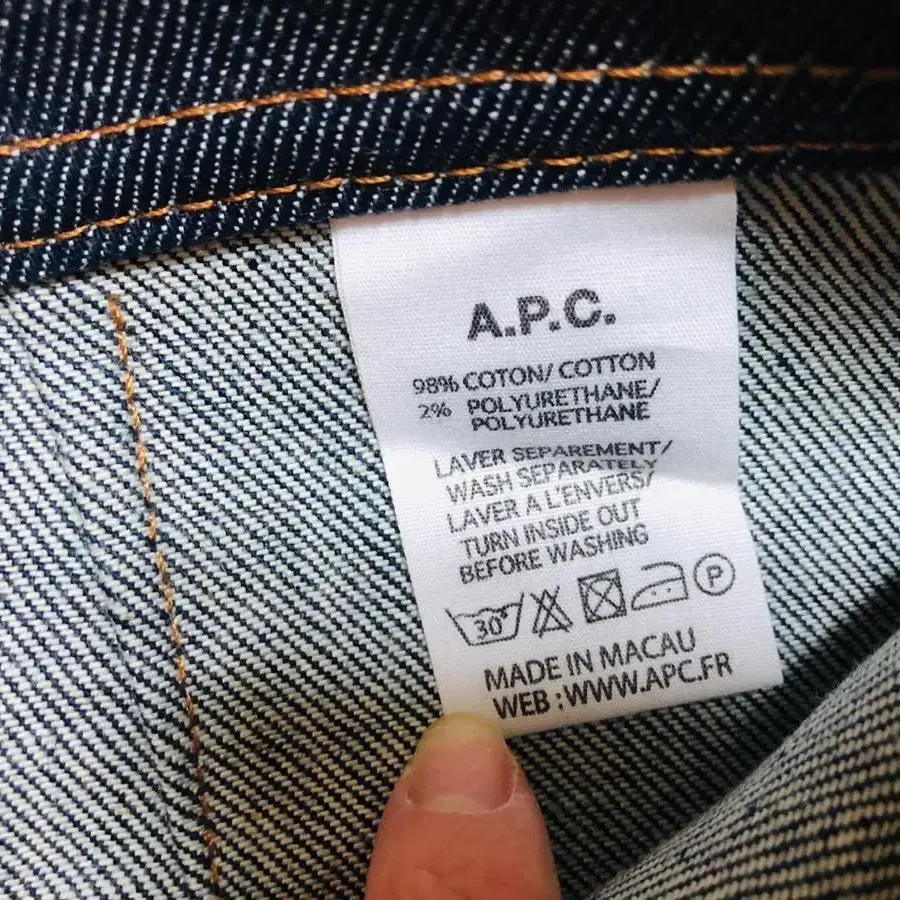 A.P.C.
98% COTON/ COTTON
2% POLYURETHANE/
POLYURETHANE
LAVER SEPAREMENT/
WASH SEPARATELY
LAVER A L'ENVERS/
TURN INSIDE OUT
BEFORE WASHING
30° P
MADE IN MACAU
WEB : WWW.APC.FR